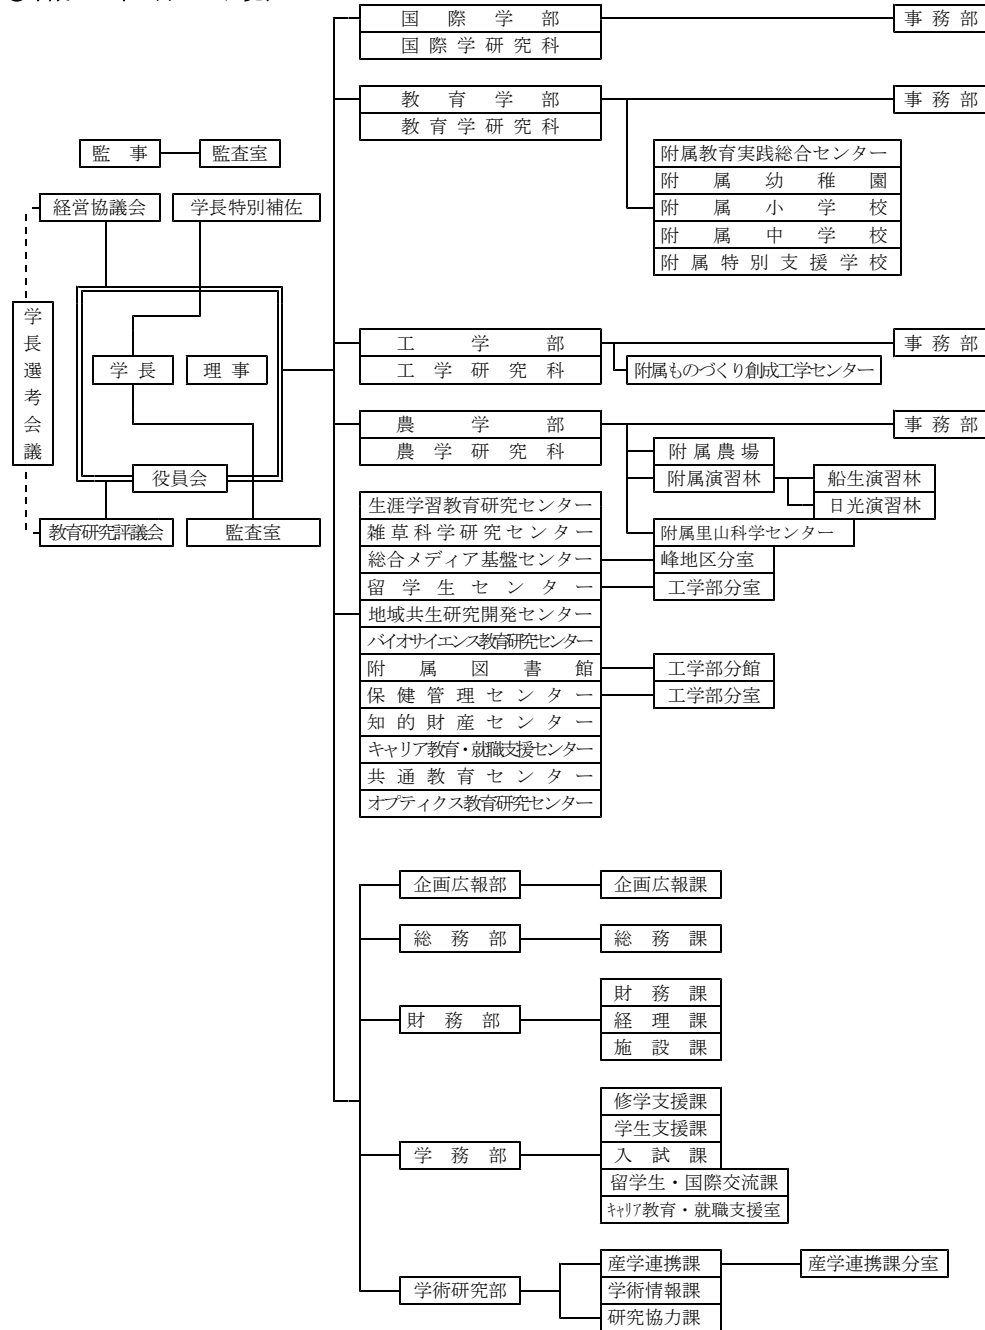 国際学部 事務部
国際学研究科
教育学部 事務部
教育学研究科
監事 監査室
附属教育実践総合センター
附属幼稚園
附属小学校
附属中学校
附属特別支援学校
経営協議会 学長特別補佐
学長選考会議
学長 理事
役員会
教育研究評議会 監査室
工学部 事務部
工学研究科 附属ものづくり創成工学センター
農学部 事務部
農学研究科 附属農場
附属演習林 船生演習林
日光演習林
生涯学習教育研究センター
雑草科学研究センター 附属里山科学センター
総合メディア基盤センター 峰地区分室
留学生センター 工学部分室
地域共生研究開発センター
バイオサイエンス教育研究センター
附属図書館 工学部分館
保健管理センター 工学部分室
知的財産センター
キャリア教育・就職支援センター
共通教育センター
オプティクス教育研究センター
企画広報部 企画広報課
総務部 総務課
財務課
財務部 経理課
施設課
修学支援課
学生支援課
学務部 入試課
留学生・国際交流課
ｷｬﾘｱ教育・就職支援室
産学連携課 産学連携課分室
学術研究部 学術情報課
研究協力課